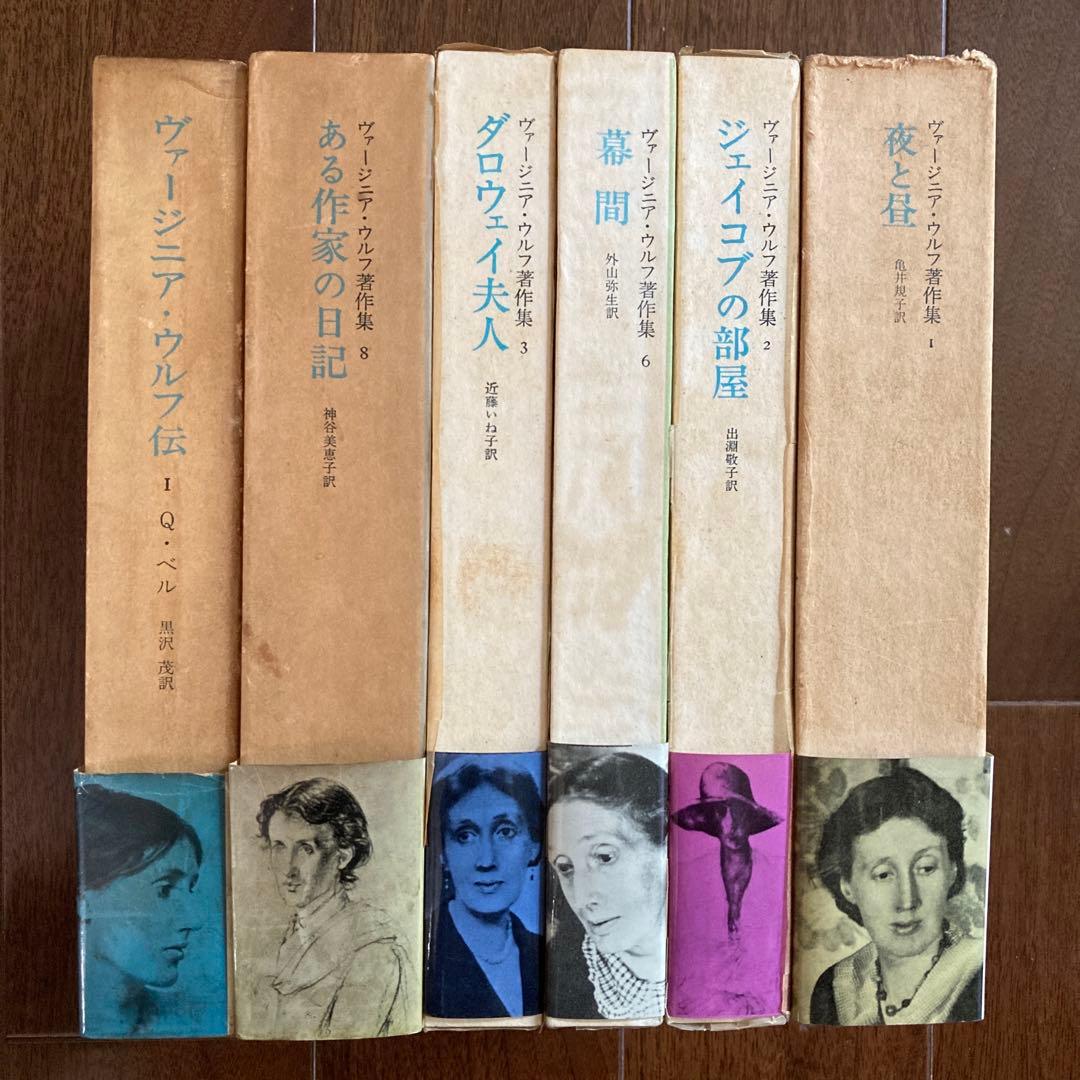 ヴァージニア・ウルフ伝
I Q・ベル
黒沢 茂訳
ヴァージニア・ウルフ著作集 8
ある作家の日記
神谷美恵子訳
ヴァージニア・ウルフ著作集 3
ダロウェイ夫人
近藤いね子訳
ヴァージニア・ウルフ著作集 6
幕間
外山弥生訳
ヴァージニア・ウルフ著作集 2
ジェイコブの部屋
出淵敬子訳
ヴァージニア・ウルフ著作集 1
夜と昼
亀井規子訳